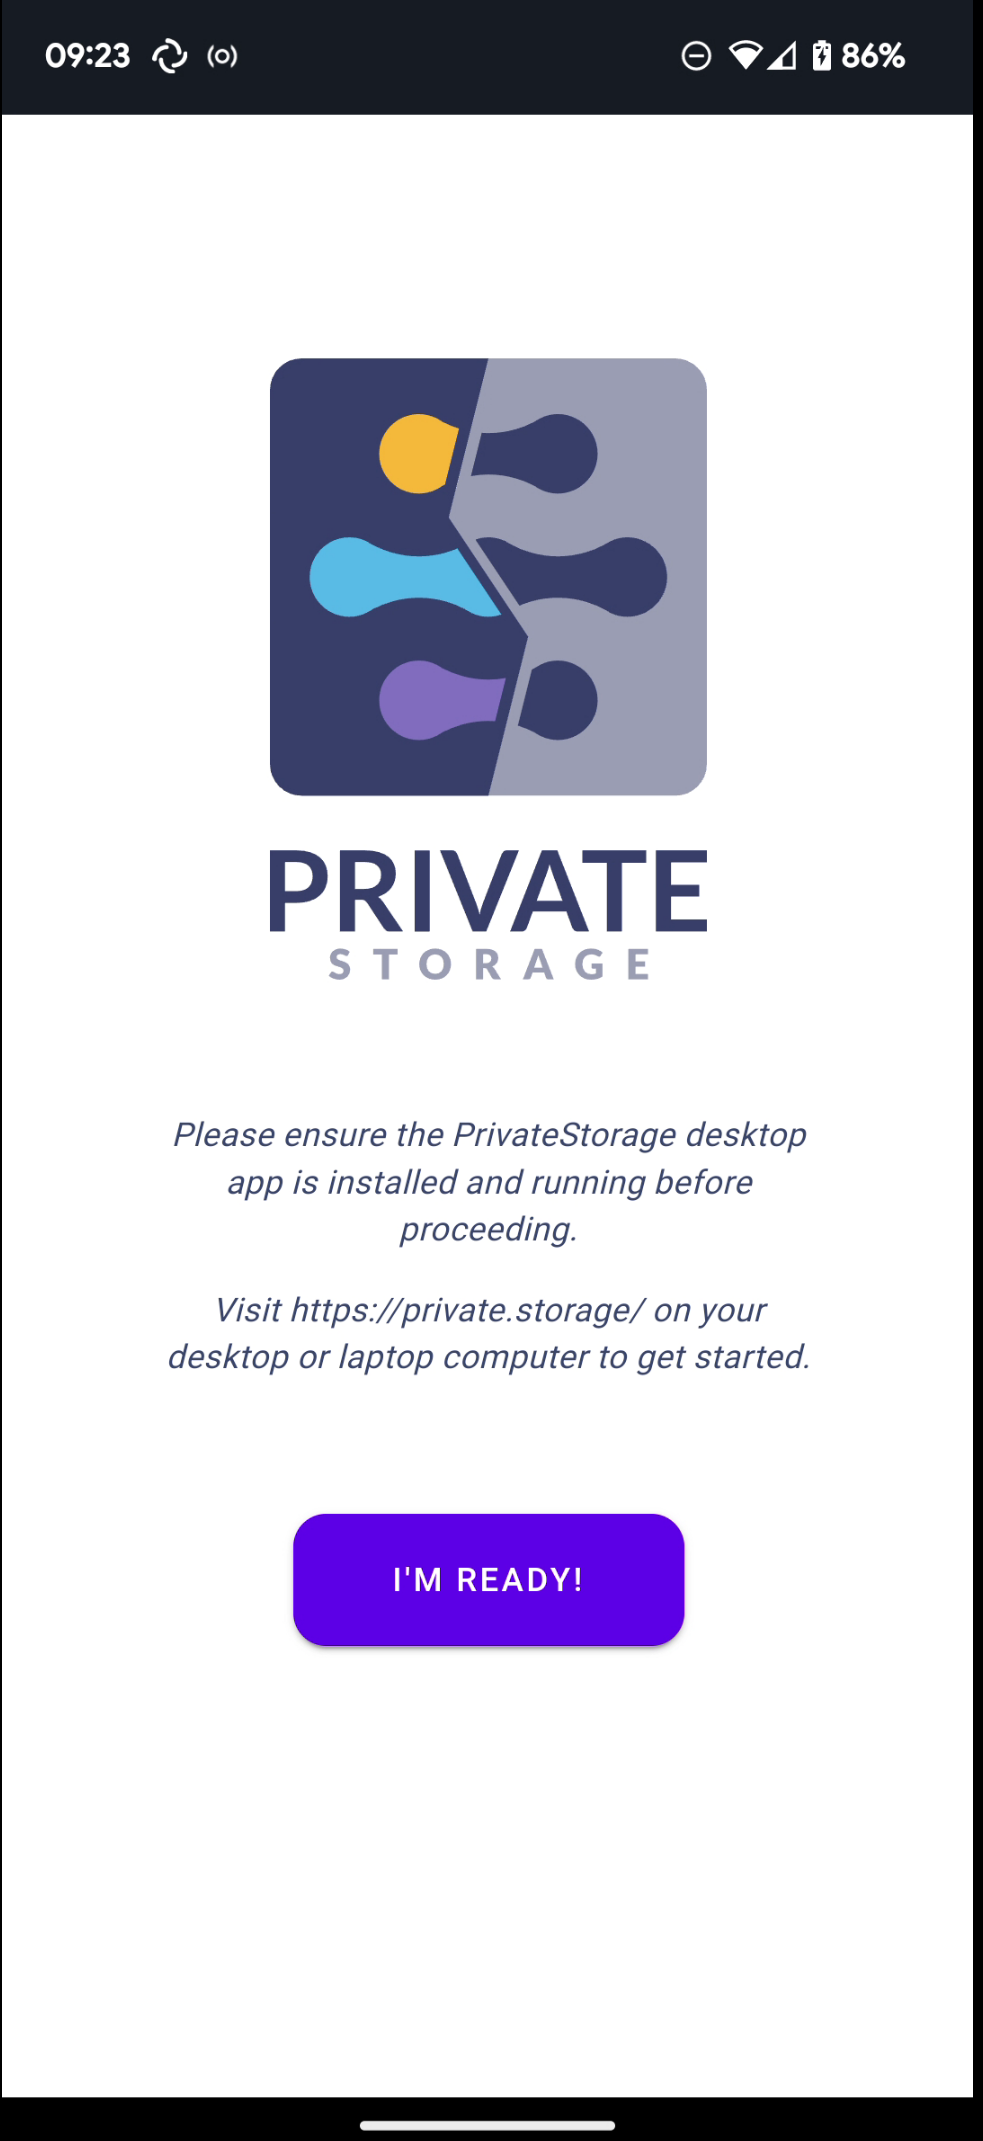 09:23 86%
PRIVATE
STORAGE
Please ensure the PrivateStorage desktop
app is installed and running before
proceeding.
Visit https://private.storage/ on your
desktop or laptop computer to get started.
I'M READY!